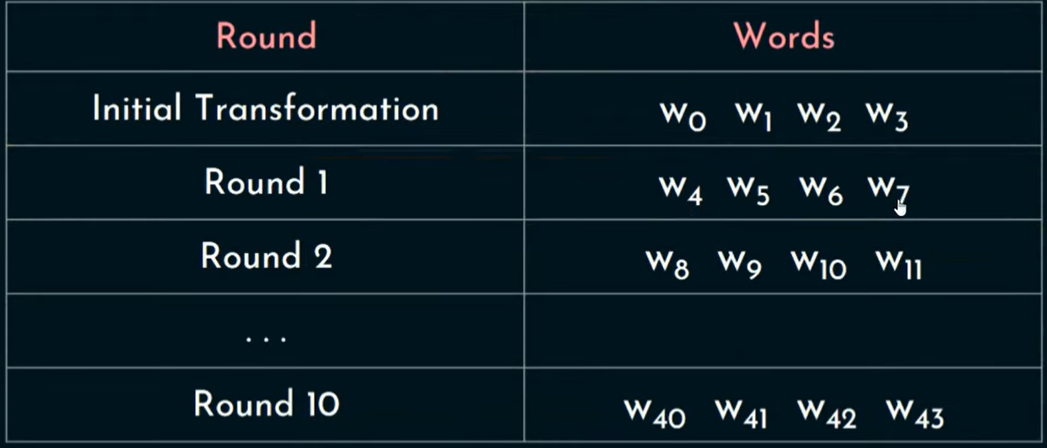 Round Words
Initial Transformation w₀ w₁ w₂ w₃
Round 1 w₄ w₅ w₆ w₇
Round 2 w₈ w₉ w₁₀ w₁₁
...
Round 10 w₄₀ w₄₁ w₄₂ w₄₃